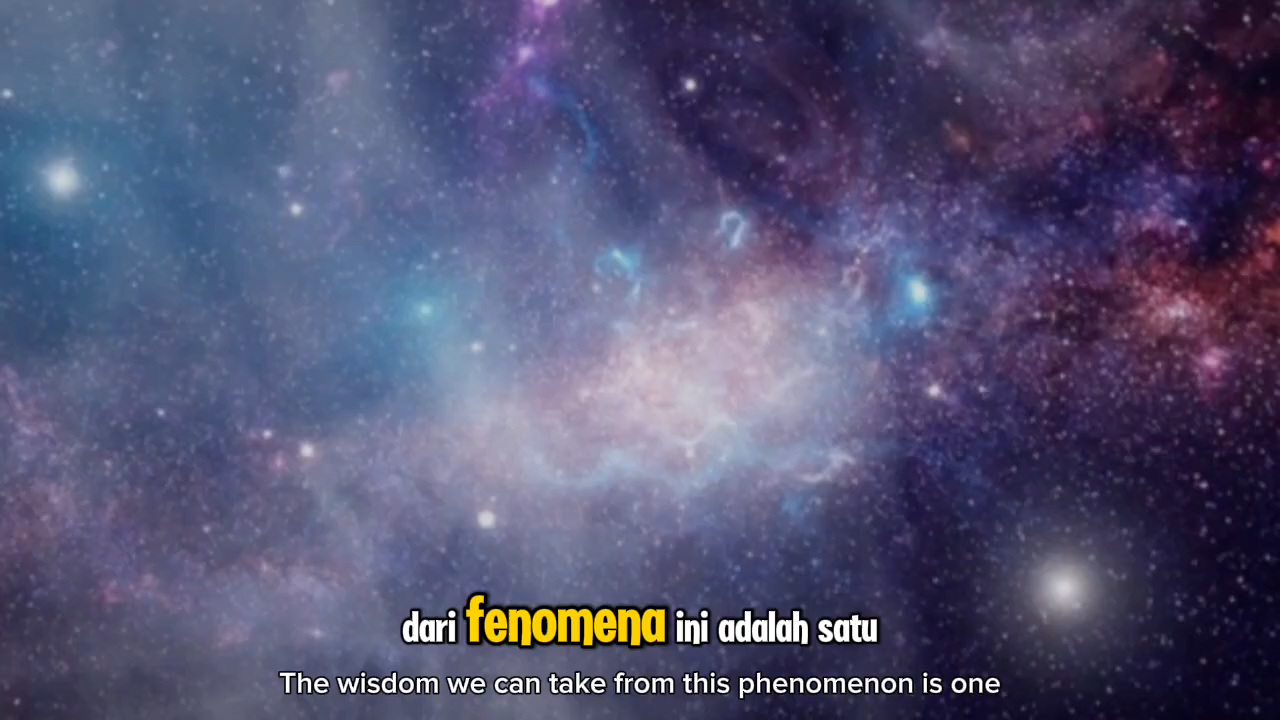 dari fenomena ini adalah satu
The wisdom we can take from this phenomenon is one